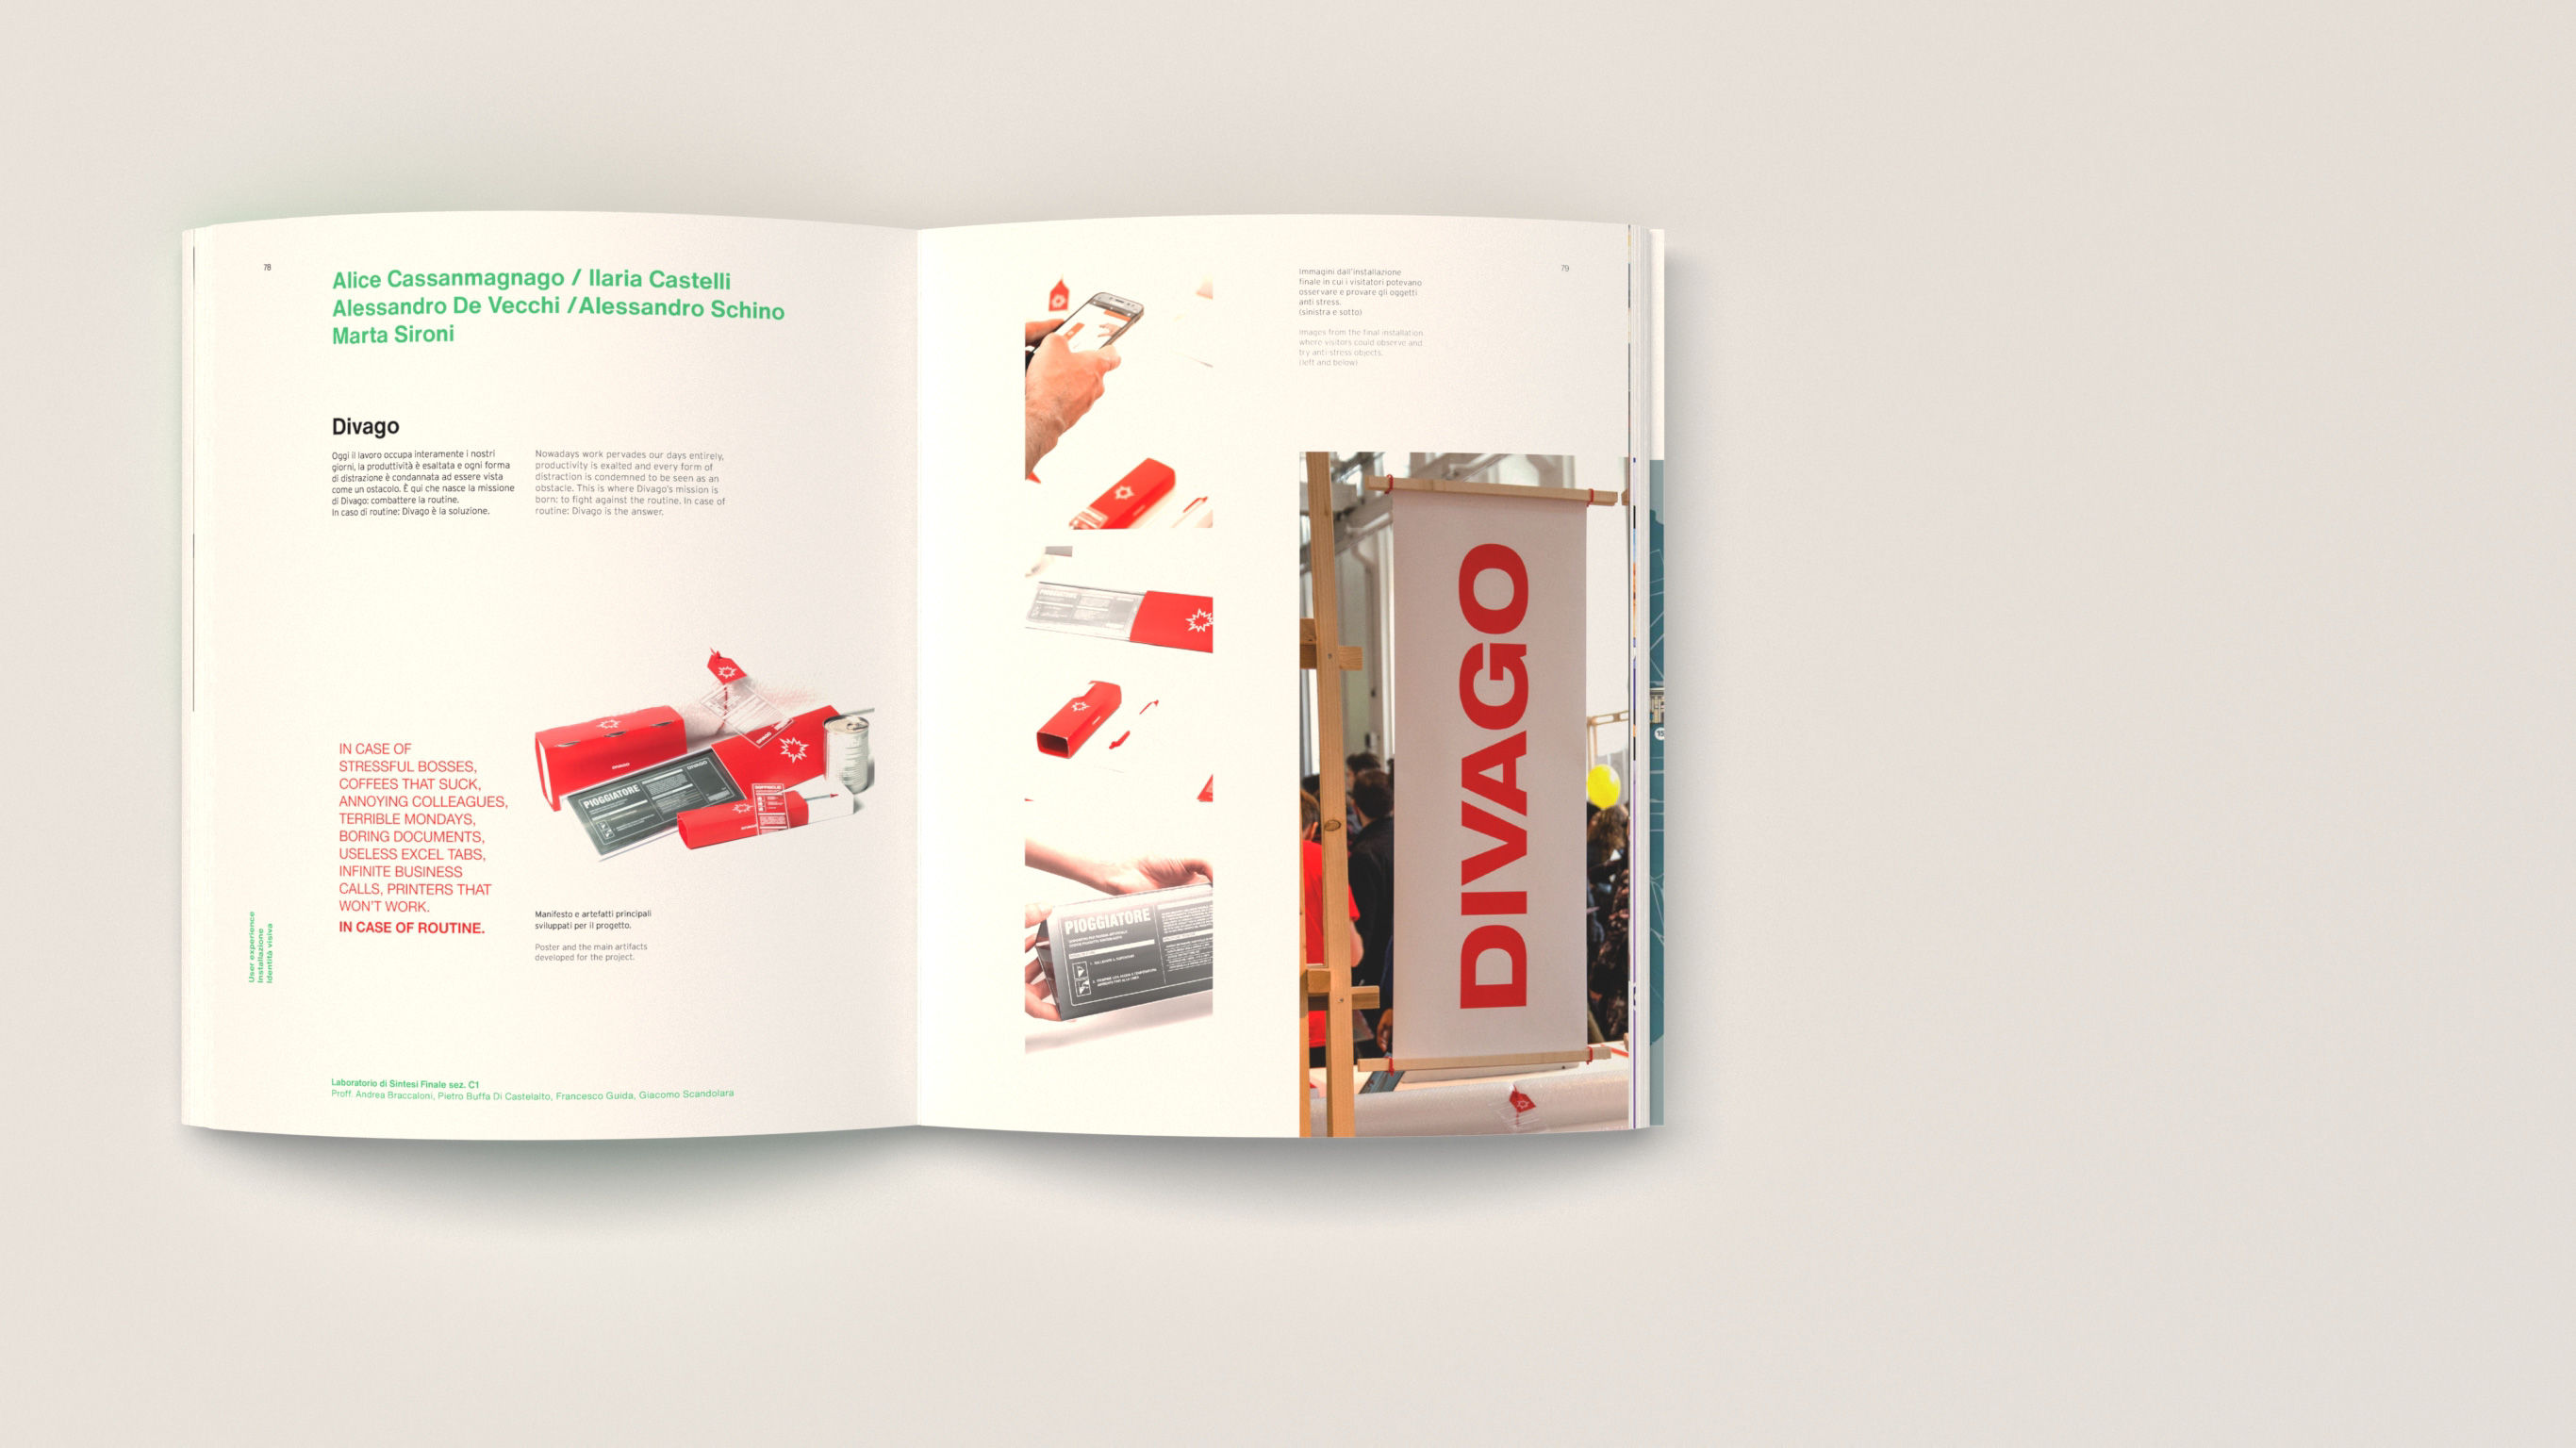 78
Alice Cassanmagnago / Ilaria Castelli
Alessandro De Vecchi / Alessandro Schino
Marta Sironi
Divago
Oggi il lavoro occupa interamente i nostri
giorni, la produttività è esaltata e ogni forma
di distrazione è condannata ad essere vista
come un ostacolo. È qui che nasce la missione
di Divago: combattere la routine.
In caso di routine: Divago è la soluzione.
Nowadays work pervades our days entirely,
productivity is exalted and every form of
distraction is condemned to be seen as an
obstacle. This is where Divago's mission is
born: to fight against the routine. In case of
routine: Divago is the answer.
IN CASE OF
STRESSFUL BOSSES,
COFFEES THAT SUCK,
ANNOYING COLLEAGUES,
TERRIBLE MONDAYS,
BORING DOCUMENTS,
USELESS EXCEL TABS,
INFINITE BUSINESS
CALLS, PRINTERS THAT
WON'T WORK.
IN CASE OF ROUTINE.
PIOGGIATORE
DIVAGO
Manifesto e artefatti principali
sviluppati per il progetto.
Poster and the main artifacts
developed for the project.
User experience
Installazione
Identità visiva
Laboratorio di Sintesi Finale sez. C1
Proff. Andrea Braccaloni, Pietro Buffa Di Castelalto, Francesco Guida, Giacomo Scandolara
79
Immagini dall'installazione
finale in cui i visitatori potevano
osservare e provare gli oggetti
anti stress.
(sinistra e sotto)
Images from the final installation
where visitors could observe and
try anti-stress objects.
(left and below)
PIOGGIATORE
DIVAGO